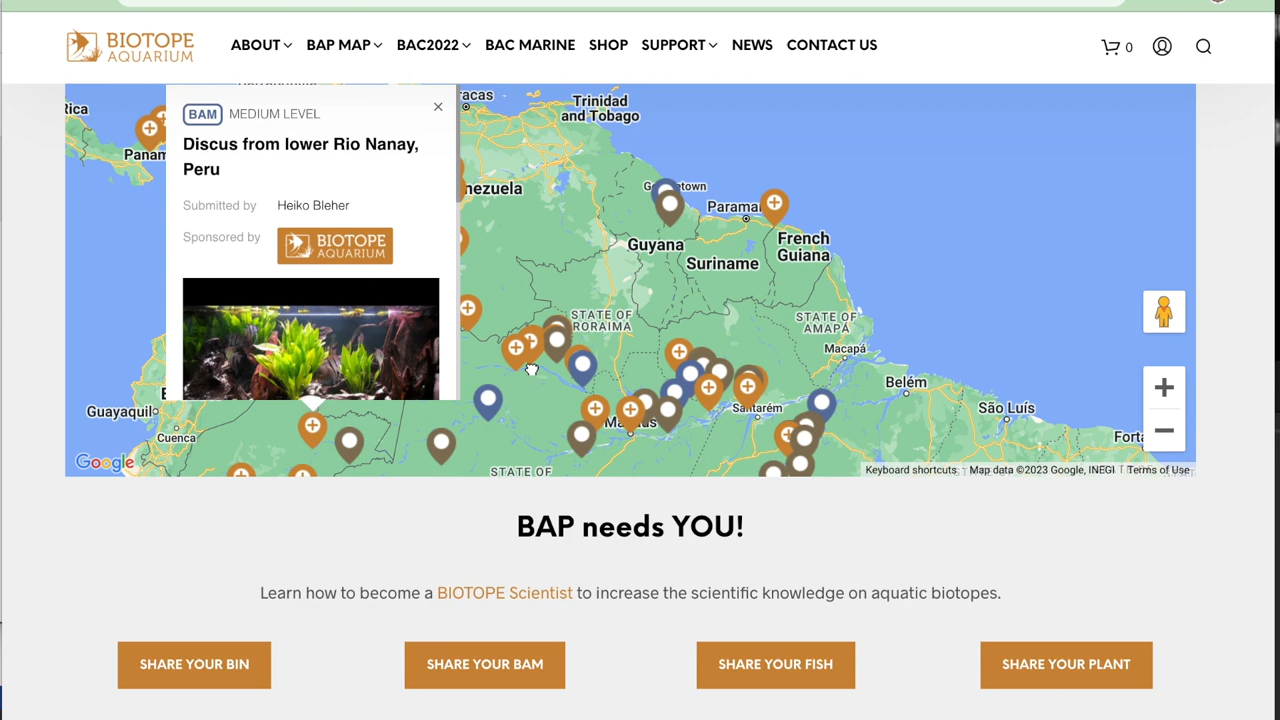 BIOTOPE
AQUARIUM
ABOUT BAP MAP BAC2022 BAC MARINE SHOP SUPPORT NEWS CONTACT US
0
BAM MEDIUM LEVEL
Discus from lower Rio Nanay,
Peru
Submitted by Heiko Bleher
Sponsored by BIOTOPE
AQUARIUM
Rica
Panam
acas
Trinidad
and Tobago
nezuela
Paramar
Guyana
Suriname
French
Guiana
STATE OF
RORAIMA
STATE OF
AMAPÁ
Macapá
Belém
São Luís
Santarém
Guayaquil
Cuenca
STATE OF
Google
Keyboard shortcuts Map data ©2023 Google, INEGI Terms of Use
BAP needs YOU!
Learn how to become a BIOTOPE Scientist to increase the scientific knowledge on aquatic biotopes.
SHARE YOUR BIN SHARE YOUR BAM SHARE YOUR FISH SHARE YOUR PLANT